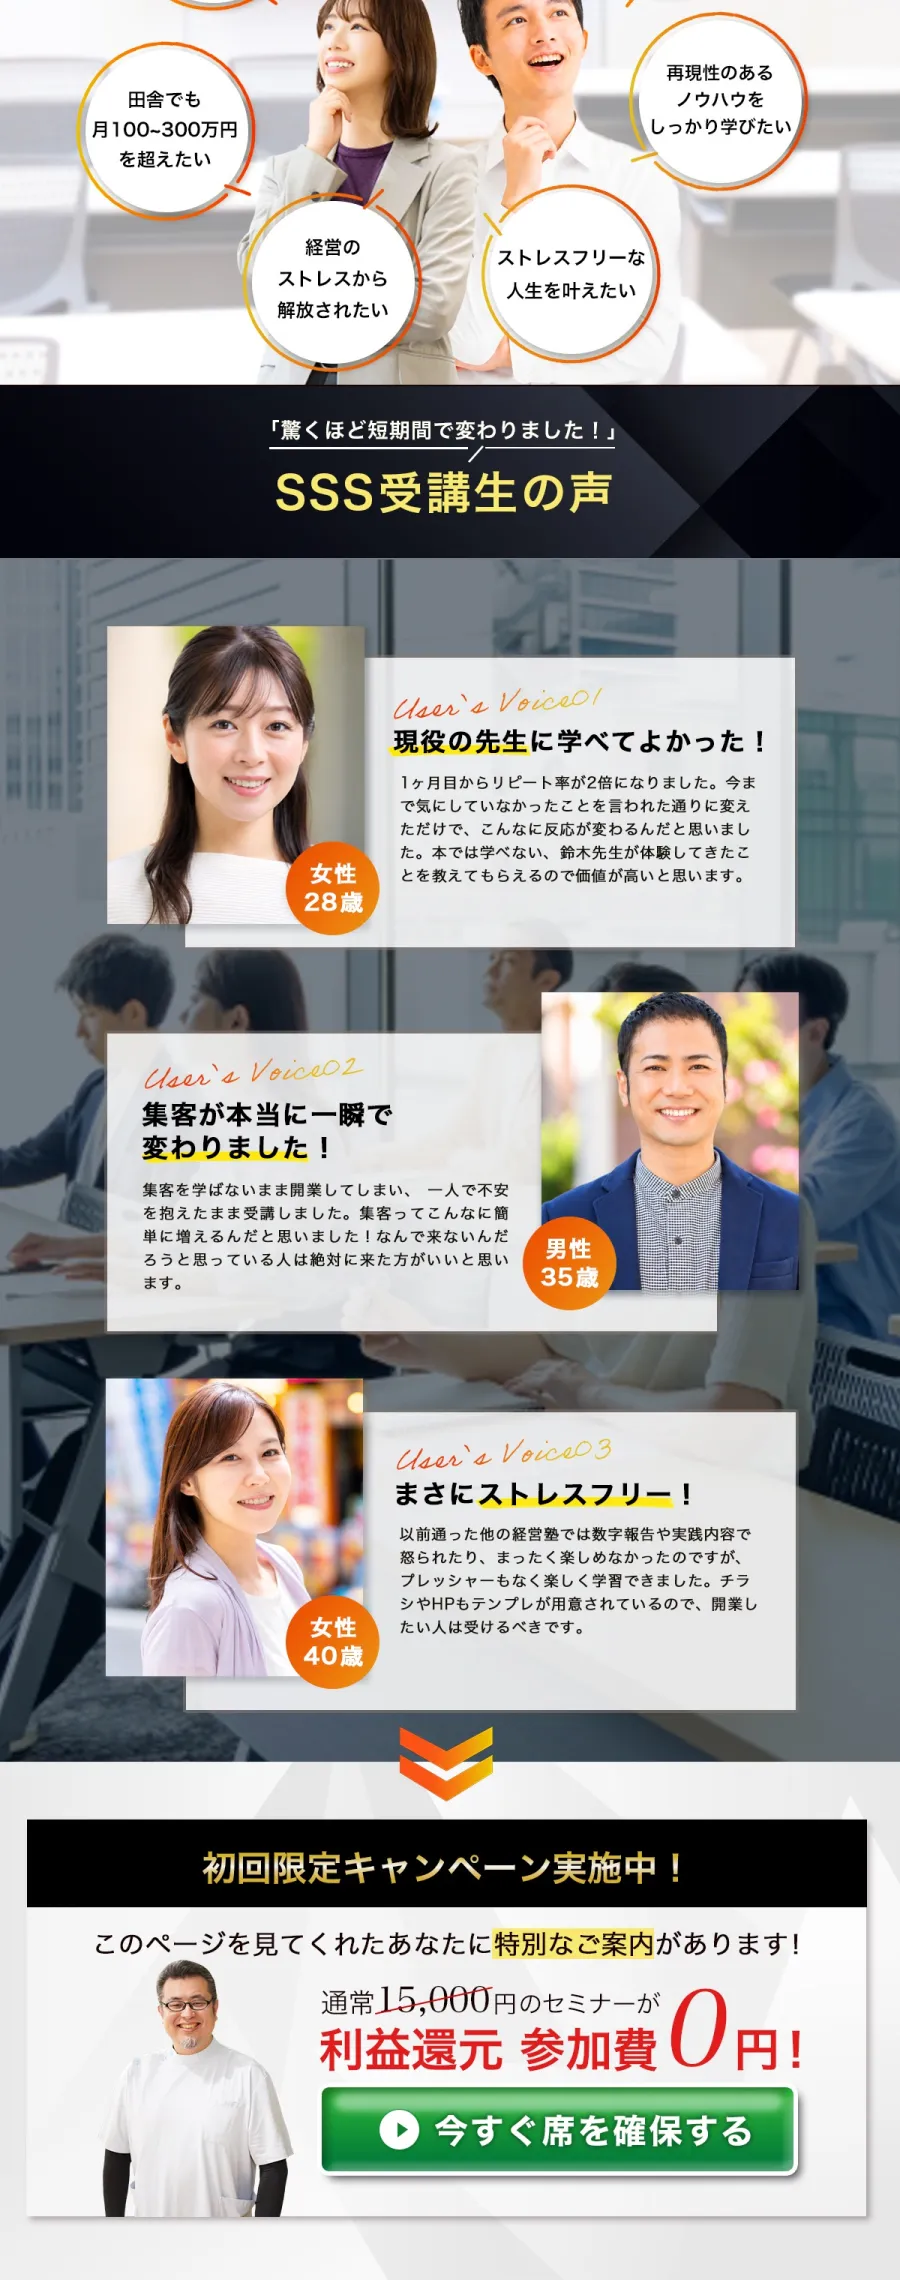 田舎でも
月100~300万円
を超えたい
再現性のある
ノウハウを
しっかり学びたい
経営の
ストレスから
解放されたい
ストレスフリーな
人生を叶えたい
「驚くほど短期間で変わりました！」
SSS受講生の声
User`s Voice01
現役の先生に学べてよかった！
1ヶ月目からリピート率が2倍になりました。今ま
で気にしていなかったことを言われた通りに変え
ただけで、こんなに反応が変わるんだと思いまし
た。本では学べない、鈴木先生が体験してきたこ
とを教えてもらえるので価値が高いと思います。
女性
28歳
User`s Voice02
集客が本当に一瞬で
変わりました！
集客を学ばないまま開業してしまい、 一人で不安
を抱えたまま受講しました。集客ってこんなに簡
単に増えるんだと思いました！なんで来ないんだ
ろうと思っている人は絶対に来た方がいいと思い
ます。
男性
35歳
User`s Voice03
まさにストレスフリー！
以前通った他の経営塾では数字報告や実践内容で
怒られたり、まったく楽しめなかったのですが、
プレッシャーもなく楽しく学習できました。チラ
シやHPもテンプレが用意されているので、開業し
たい人は受けるべきです。
女性
40歳
初回限定キャンペーン実施中！
このページを見てくれたあなたに特別なご案内があります！
通常15,000円のセミナーが
利益還元 参加費0円！
今すぐ席を確保する